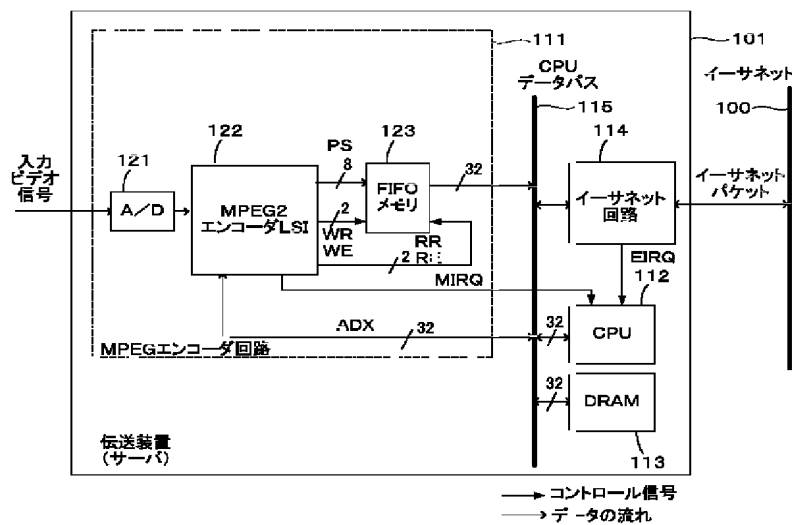 111
101
CPU
データバス
イーサネット
115
100
122
123
114
入力
ビデオ
信号
121
PS
8
32
A/D
MPEG2
エンコーダLSI
FIFO
メモリ
イーサネット
回路
イーサネット
パケット
2
WR
WE
RR
2
MIRQ
EIRQ
112
ADX
32
32
CPU
MPEGエンコーダ回路
32
DRAM
113
伝送装置
(サーバ)
コントロール信号
データの流れ